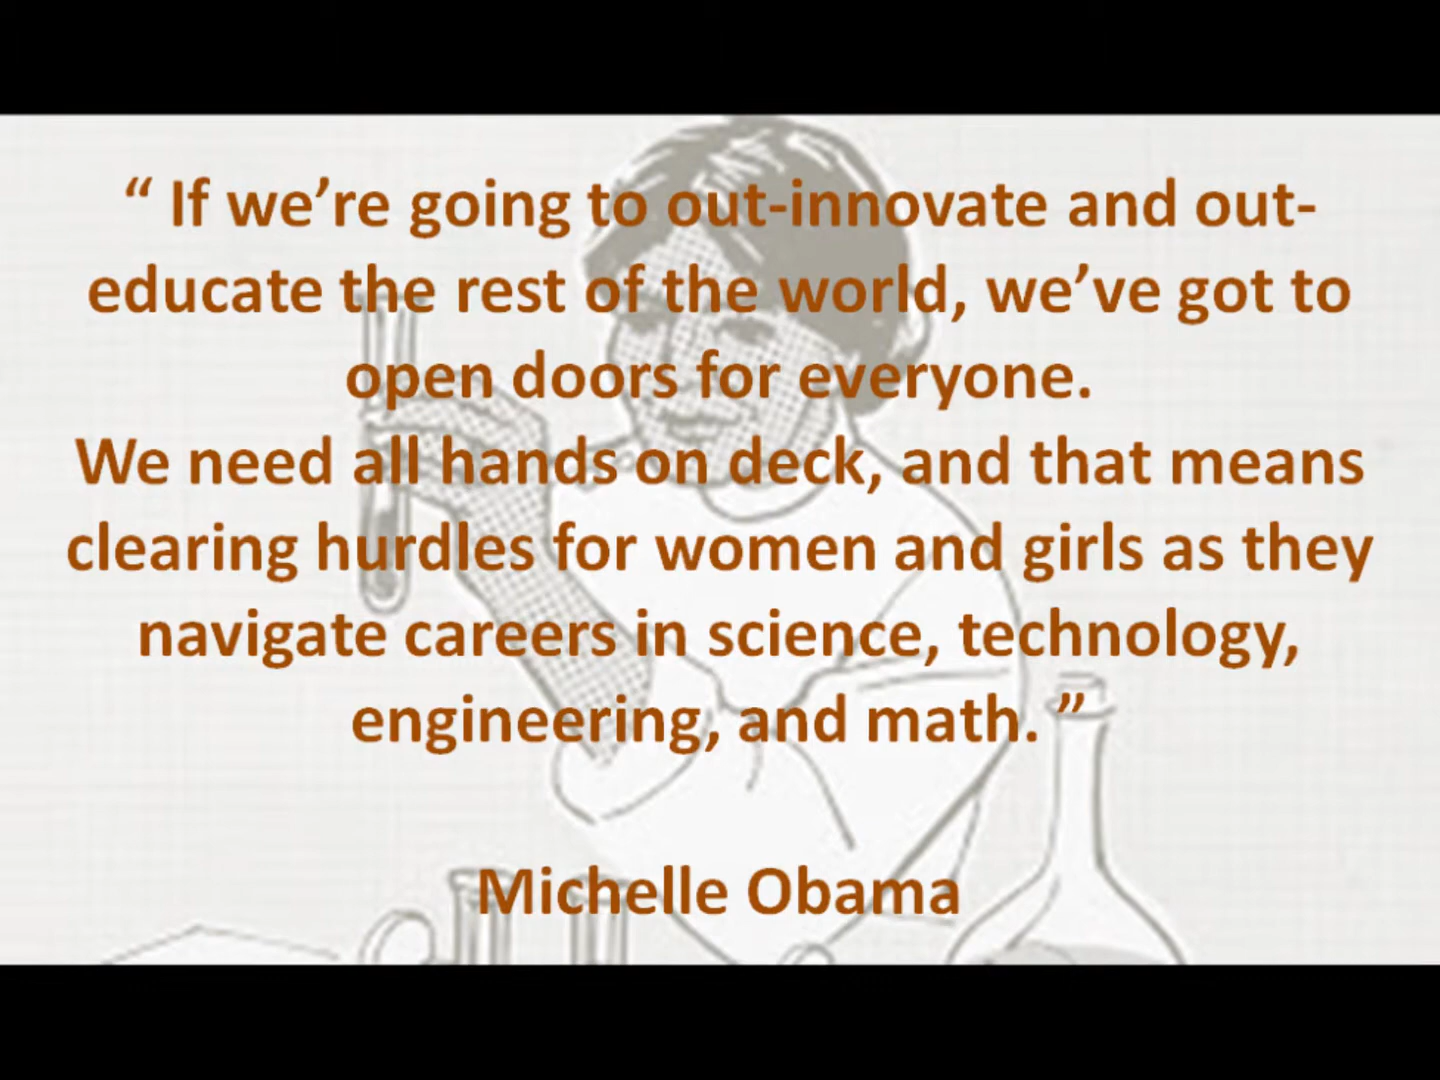 “ If we’re going to out-innovate and out-
educate the rest of the world, we’ve got to
open doors for everyone.
We need all hands on deck, and that means
clearing hurdles for women and girls as they
navigate careers in science, technology,
engineering, and math. ”
Michelle Obama